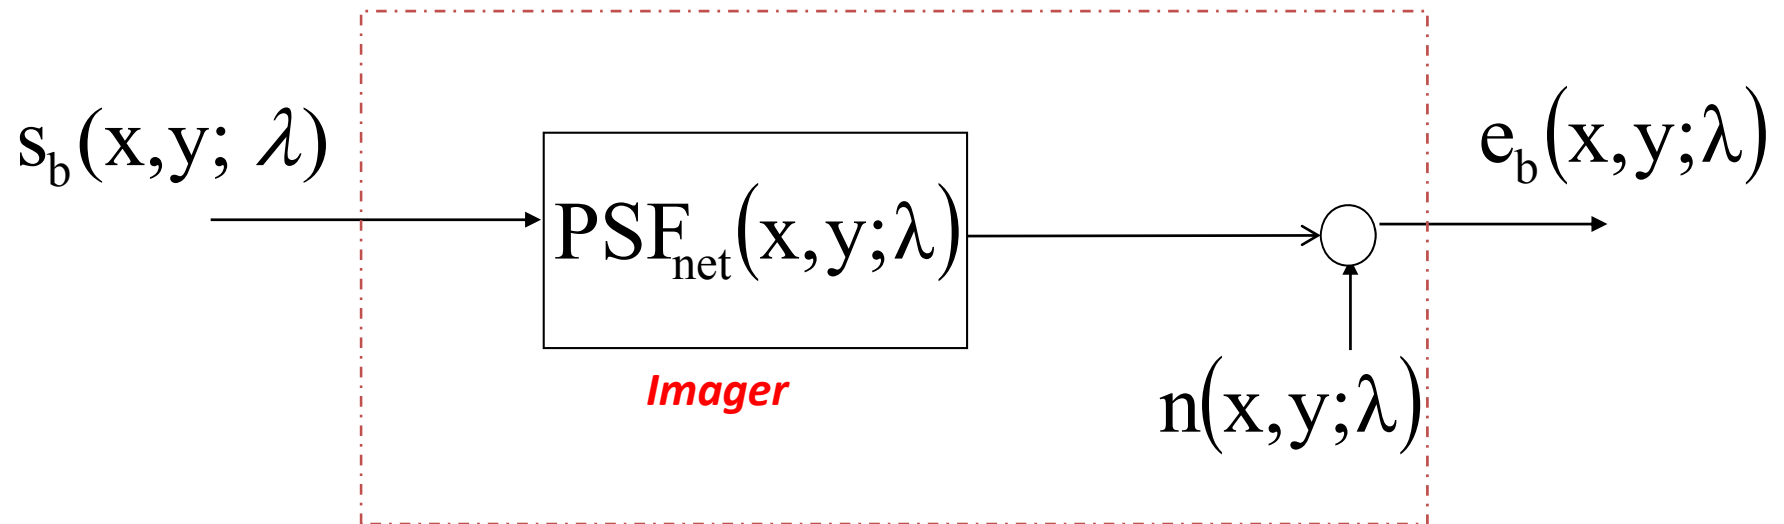 s_b(x,y; λ)
PSF_net(x,y;λ)
e_b(x,y;λ)
Imager
n(x,y;λ)